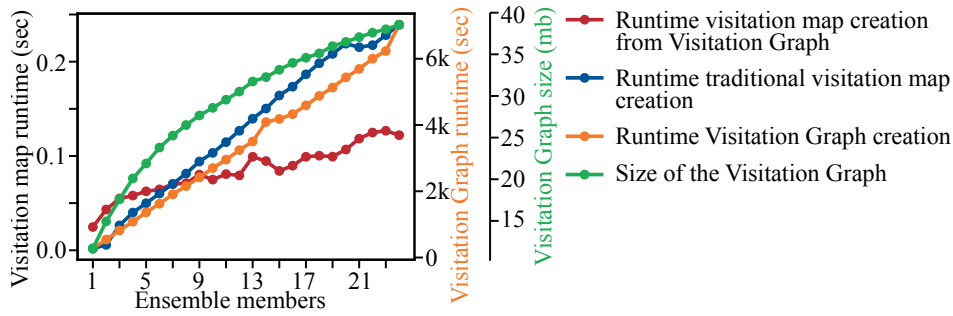 Visitation map runtime (sec)
0.2
0.1
0.0
1 5 9 13 17 21
Ensemble members
6k
4k
2k
0
Visitation Graph runtime (sec)
40
35
30
25
20
15
Visitation Graph size (mb)
Runtime visitation map creation
from Visitation Graph
Runtime traditional visitation map
creation
Runtime Visitation Graph creation
Size of the Visitation Graph